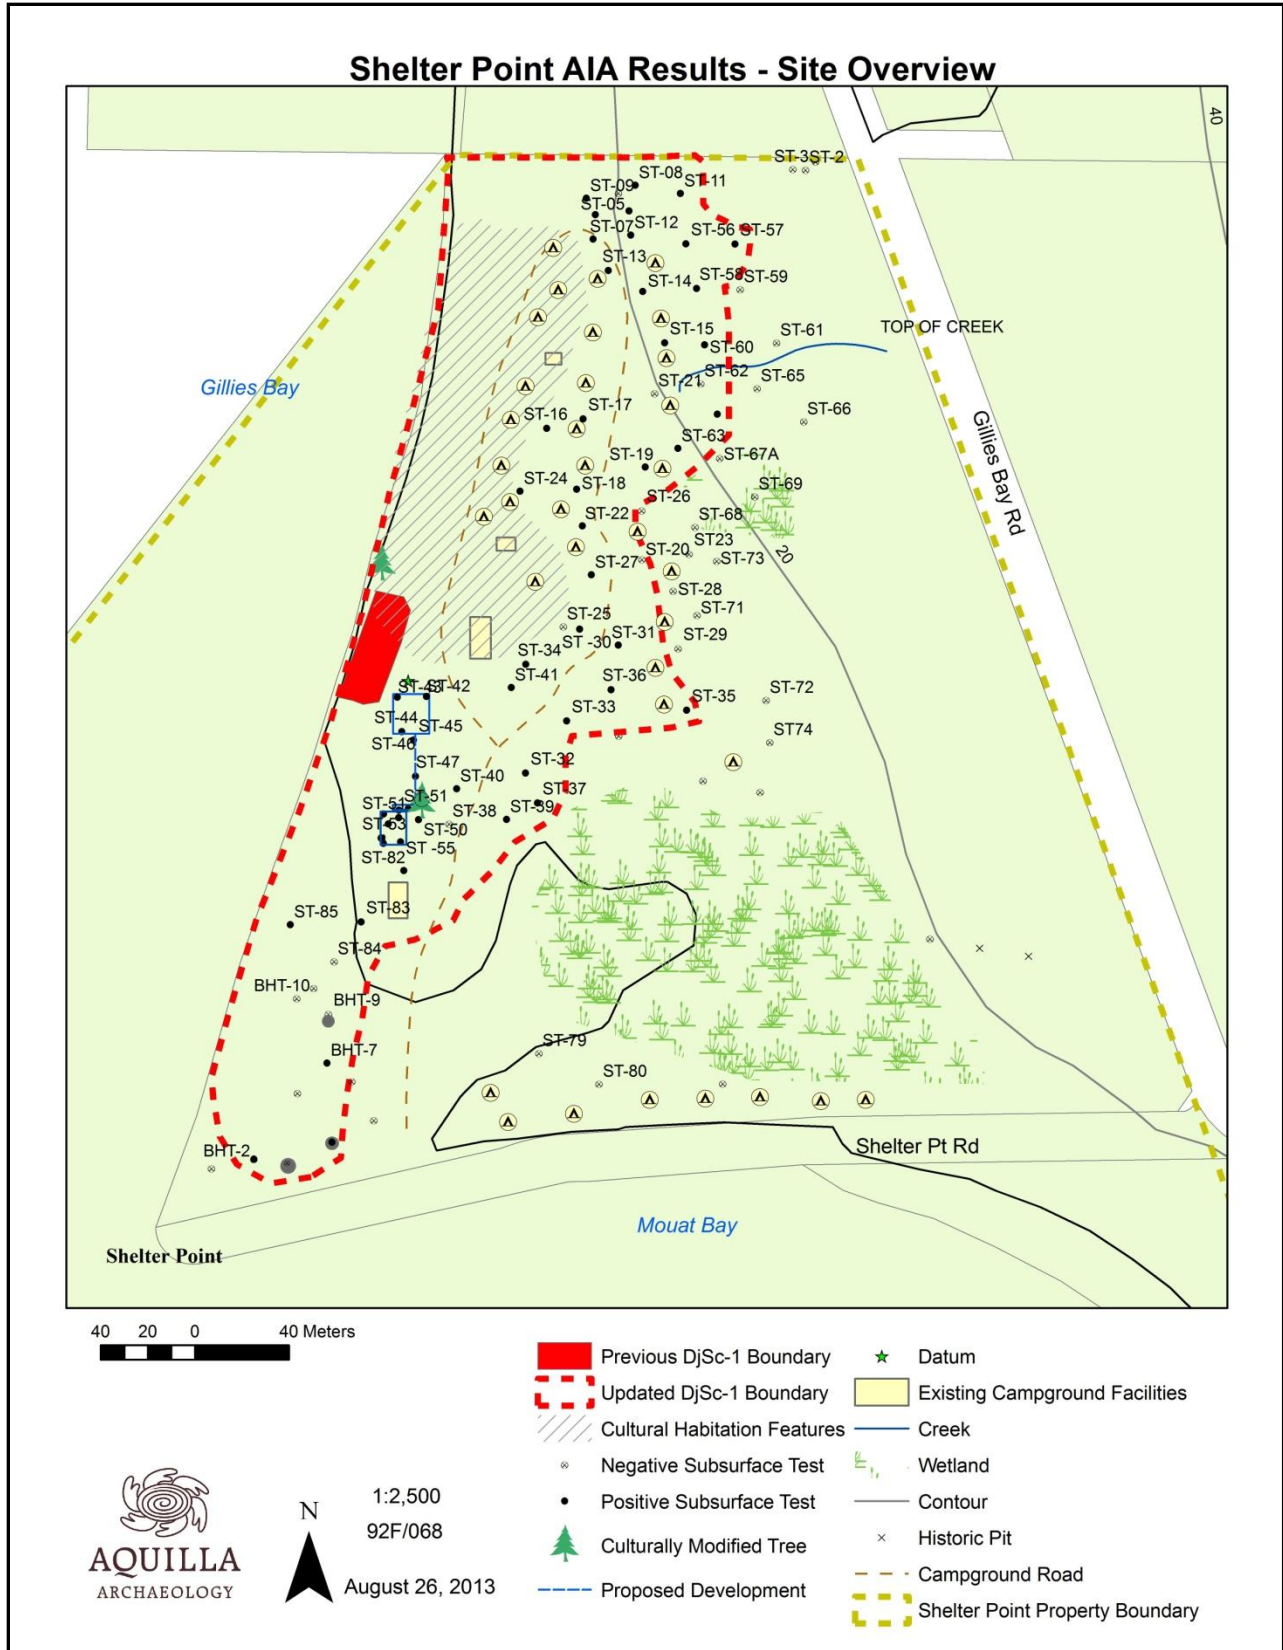 Shelter Point AIA Results - Site Overview
40
ST-3
ST-2
ST-08
ST-09
ST-11
ST-05
ST-12
ST-07
ST-56
ST-57
ST-13
ST-14
ST-58
ST-59
TOP OF CREEK
ST-15
ST-61
ST-60
Gillies Bay
ST-62
ST-21
ST-65
ST-17
ST-16
ST-66
Gillies Bay Rd
ST-63
ST-19
ST-67A
ST-24
ST-18
ST-26
ST-69
ST-22
ST-68
ST-20
ST23
ST-27
ST-73
20
ST-28
ST-25
ST-71
ST-31
ST -30
ST-29
ST-34
ST-41
ST-36
ST-43
ST-42
ST-35
ST-72
ST-44
ST-45
ST-33
ST-46
ST74
ST-47
ST-32
ST-40
ST-37
ST-51
ST-51
ST-38
ST-39
ST-53
ST-50
ST -55
ST-82
ST-85
ST-83
ST-84
BHT-10
BHT-9
BHT-7
ST-79
ST-80
BHT-2
Shelter Pt Rd
Mouat Bay
Shelter Point
40 20 0 40 Meters
Previous DjSc-1 Boundary
Updated DjSc-1 Boundary
Cultural Habitation Features
Negative Subsurface Test
Positive Subsurface Test
Culturally Modified Tree
Proposed Development
Datum
Existing Campground Facilities
Creek
Wetland
Contour
Historic Pit
Campground Road
Shelter Point Property Boundary
AQUILLA
ARCHAEOLOGY
N
1:2,500
92F/068
August 26, 2013